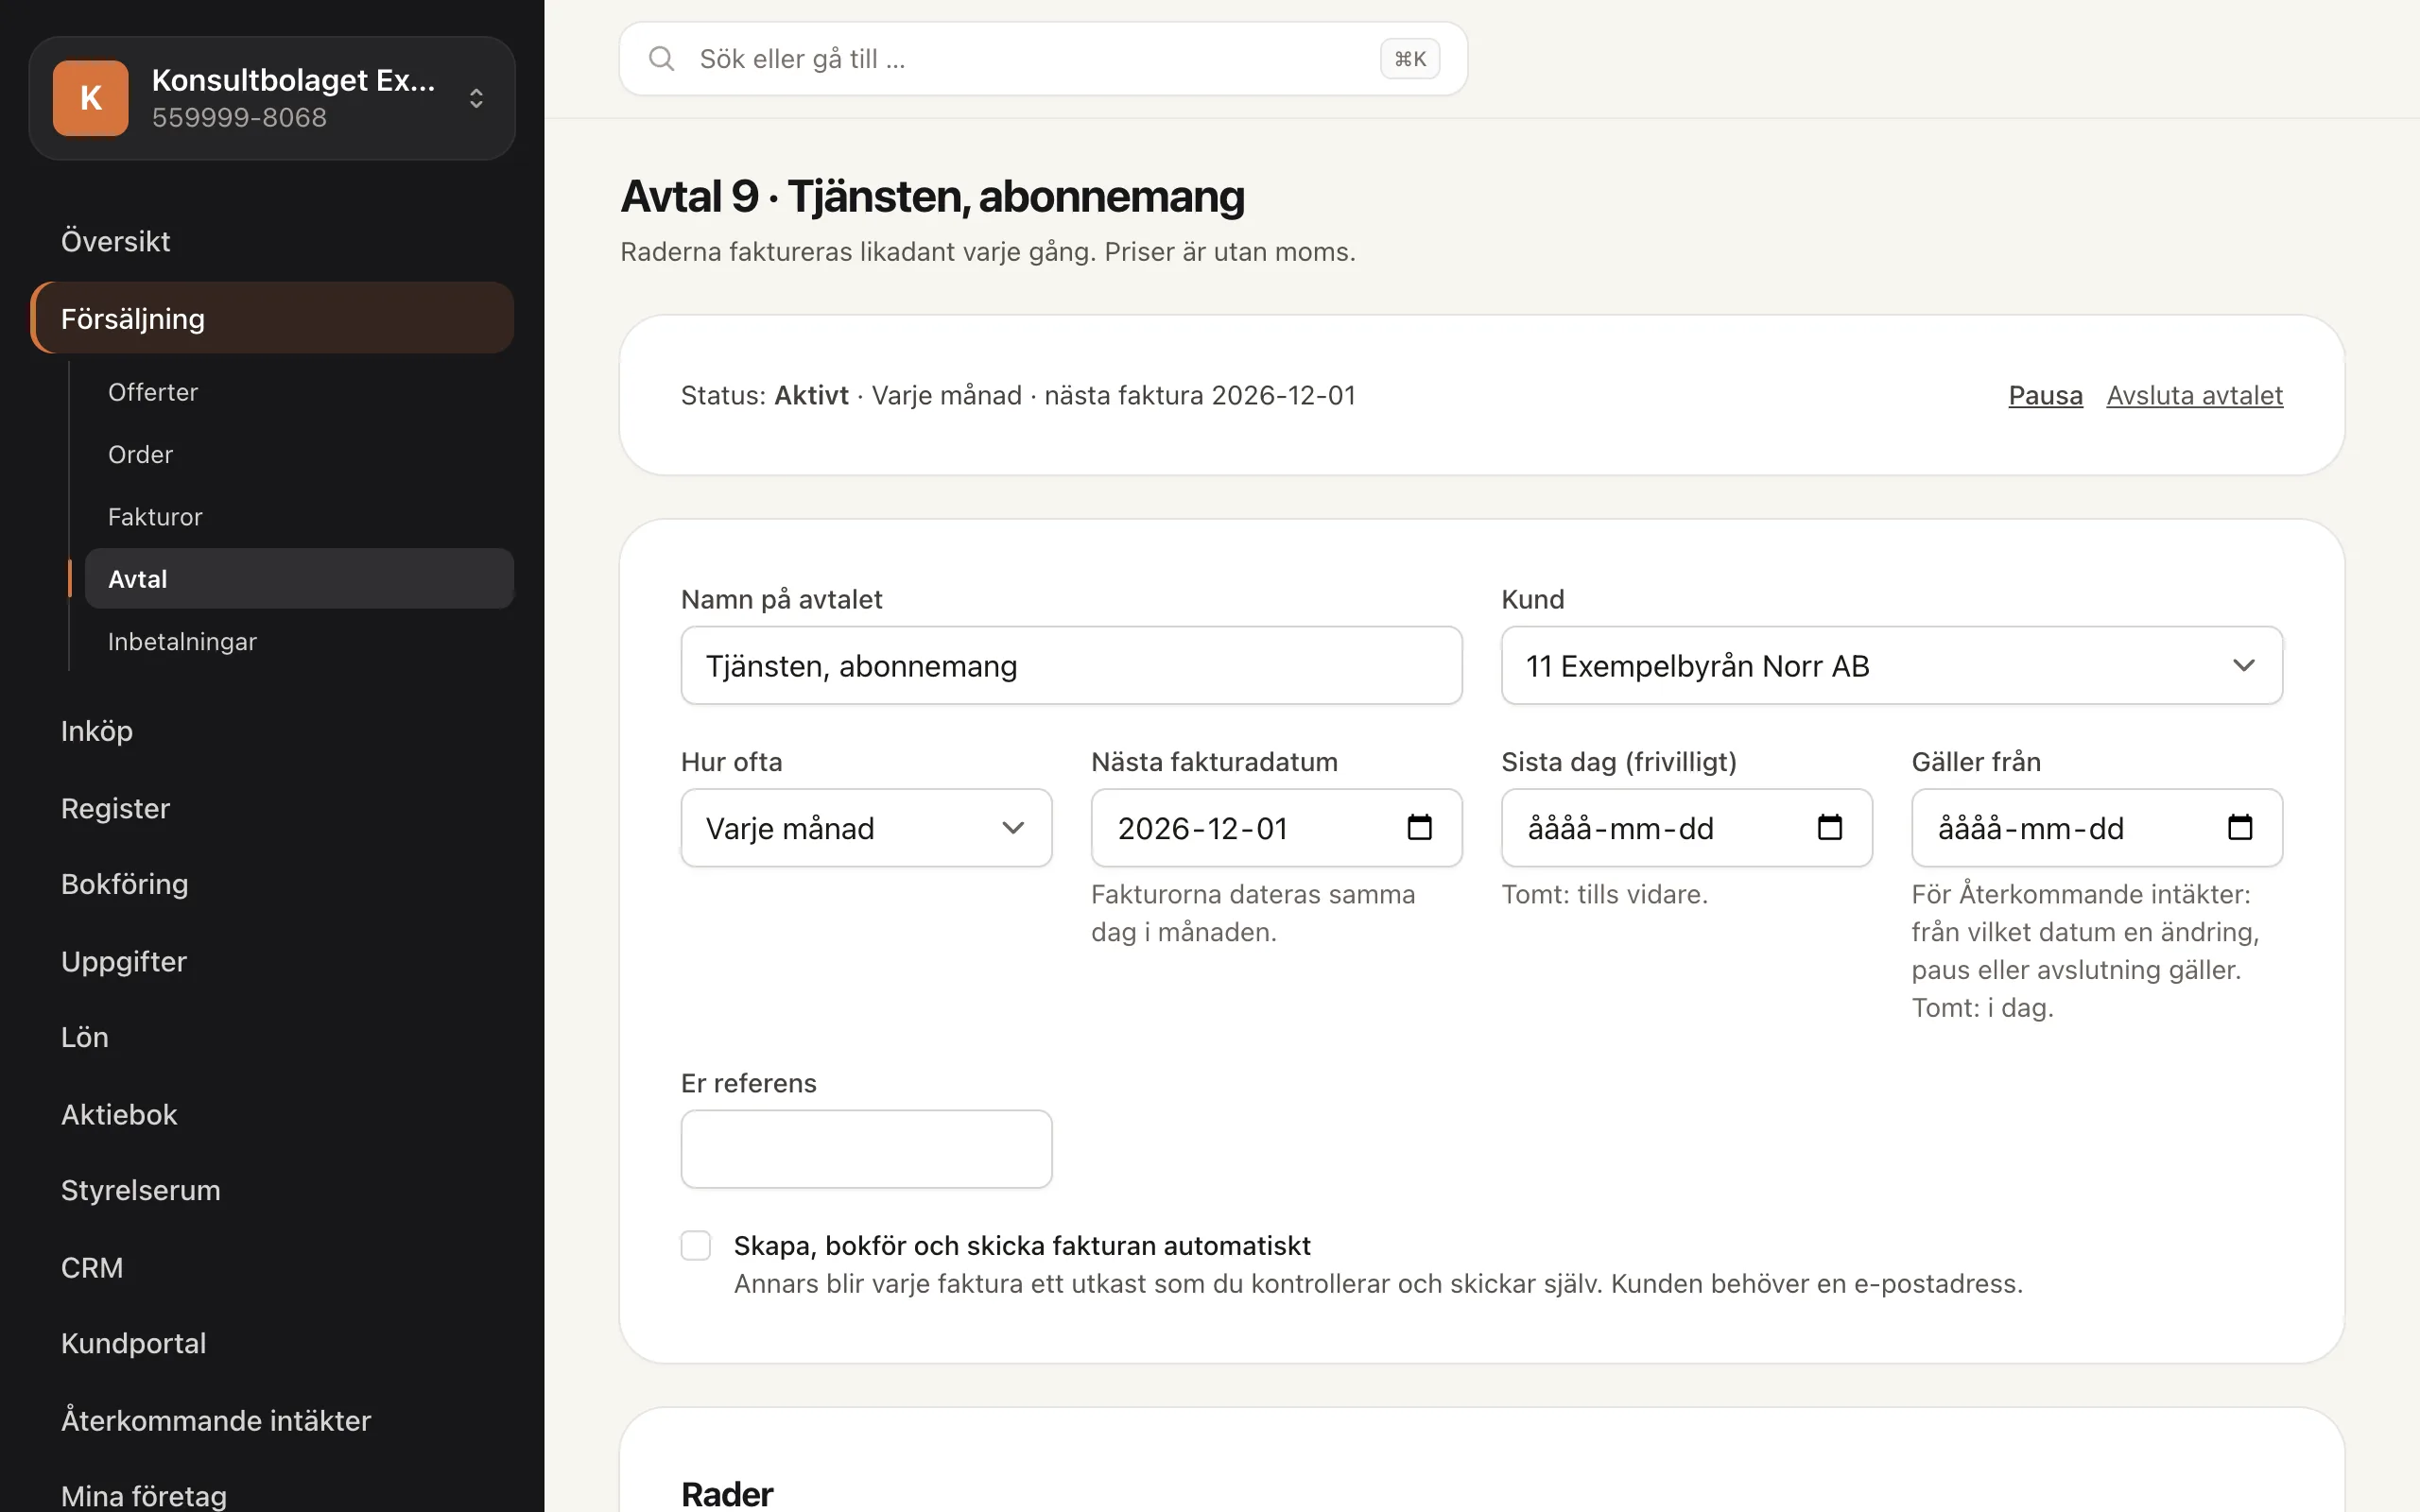 K
Konsultbolaget Ex...
559999-8068
Översikt
Försäljning
Offerter
Order
Fakturor
Avtal
Inbetalningar
Inköp
Register
Bokföring
Uppgifter
Lön
Aktiebok
Styrelserum
CRM
Kundportal
Återkommande intäkter
Mina företag
Sök eller gå till ...
⌘K
Avtal 9 · Tjänsten, abonnemang
Raderna faktureras likadant varje gång. Priser är utan moms.
Status: Aktivt · Varje månad · nästa faktura 2026-12-01
Pausa
Avsluta avtalet
Namn på avtalet
Tjänsten, abonnemang
Kund
11 Exempelbyrån Norr AB
Hur ofta
Varje månad
Nästa fakturadatum
2026-12-01
Fakturorna dateras samma
dag i månaden.
Sista dag (frivilligt)
åååå-mm-dd
Tomt: tills vidare.
Gäller från
åååå-mm-dd
För Återkommande intäkter:
från vilket datum en ändring,
paus eller avslutning gäller.
Tomt: i dag.
Er referens
Skapa, bokför och skicka fakturan automatiskt
Annars blir varje faktura ett utkast som du kontrollerar och skickar själv. Kunden behöver en e-postadress.
Rader